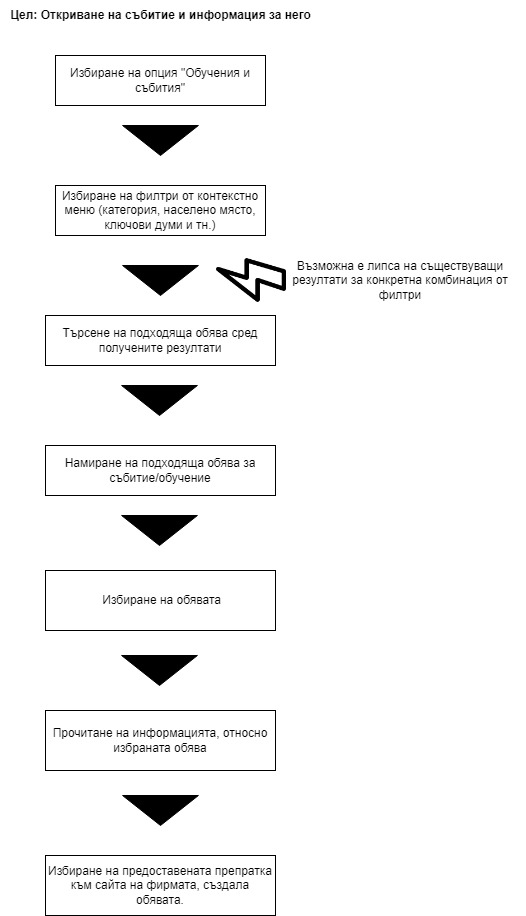 Цел: Откриване на събитие и информация за него
Избиране на опция "Обучения и
събития"
Избиране на филтри от контекстно
меню (категория, населено място,
ключови думи и тн.)
Възможна е липса на съществуващи
резултати за конкретна комбинация от
филтри
Търсене на подходяща обява сред
получените резултати
Намиране на подходяща обява за
събитие/обучение
Избиране на обявата
Прочитане на информацията, относно
избраната обява
Избиране на предоставената препратка
към сайта на фирмата, създала
обявата.